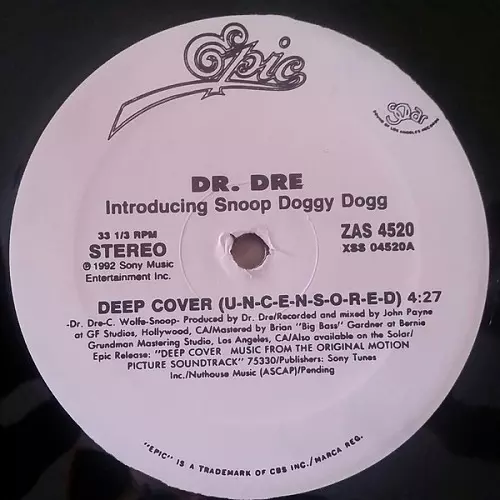 Epic
Solar
DR. DRE
Introducing Snoop Doggy Dogg
33 1/3 RPM
STEREO
℗ 1992 Sony Music
Entertainment Inc.
ZAS 4520
XSS 04520A
DEEP COVER (U-N-C-E-N-S-O-R-E-D) 4:27
-Dr. Dre-C. Wolfe-Snoop- Produced by Dr. Dre/Recorded and mixed by John Payne
at GF Studios, Hollywood, CA/Mastered by Brian "Big Bass" Gardner at Bernie
Grundman Mastering Studio, Los Angeles, CA/Also available on the Solar/
Epic Release: "DEEP COVER MUSIC FROM THE ORIGINAL MOTION
PICTURE SOUNDTRACK" 75330/Publishers: Sony Tunes
Inc./Nuthouse Music (ASCAP)/Pending
"EPIC" IS A TRADEMARK OF CBS INC./MARCA REG.